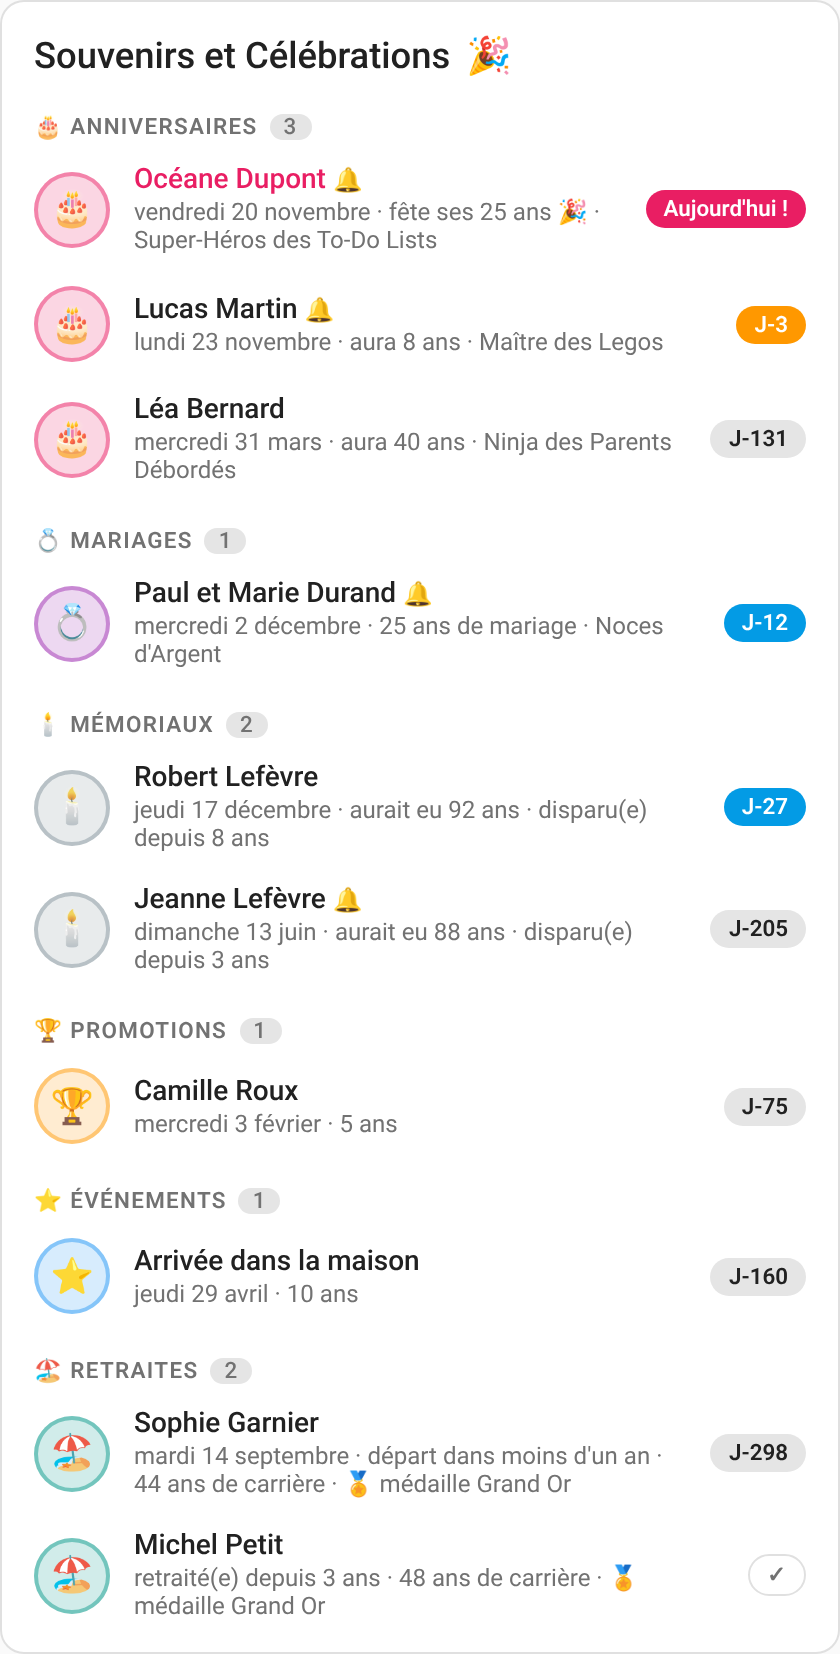 Souvenirs et Célébrations 🎉
🎂 ANNIVERSAIRES 3
Océane Dupont 🔔
vendredi 20 novembre · fête ses 25 ans 🎉 ·
Super-Héros des To-Do Lists
Aujourd'hui !
Lucas Martin 🔔
lundi 23 novembre · aura 8 ans · Maître des Legos
J-3
Léa Bernard
mercredi 31 mars · aura 40 ans · Ninja des Parents
Débordés
J-131
💍 MARIAGES 1
Paul et Marie Durand 🔔
mercredi 2 décembre · 25 ans de mariage · Noces
d'Argent
J-12
🕯️ MÉMORIAUX 2
Robert Lefèvre
jeudi 17 décembre · aurait eu 92 ans · disparu(e)
depuis 8 ans
J-27
Jeanne Lefèvre 🔔
dimanche 13 juin · aurait eu 88 ans · disparu(e)
depuis 3 ans
J-205
🏆 PROMOTIONS 1
Camille Roux
mercredi 3 février · 5 ans
J-75
⭐ ÉVÉNEMENTS 1
Arrivée dans la maison
jeudi 29 avril · 10 ans
J-160
🏖️ RETRAITES 2
Sophie Garnier
mardi 14 septembre · départ dans moins d'un an ·
44 ans de carrière · 🏅 médaille Grand Or
J-298
Michel Petit
retraité(e) depuis 3 ans · 48 ans de carrière · 🏅
médaille Grand Or
✓